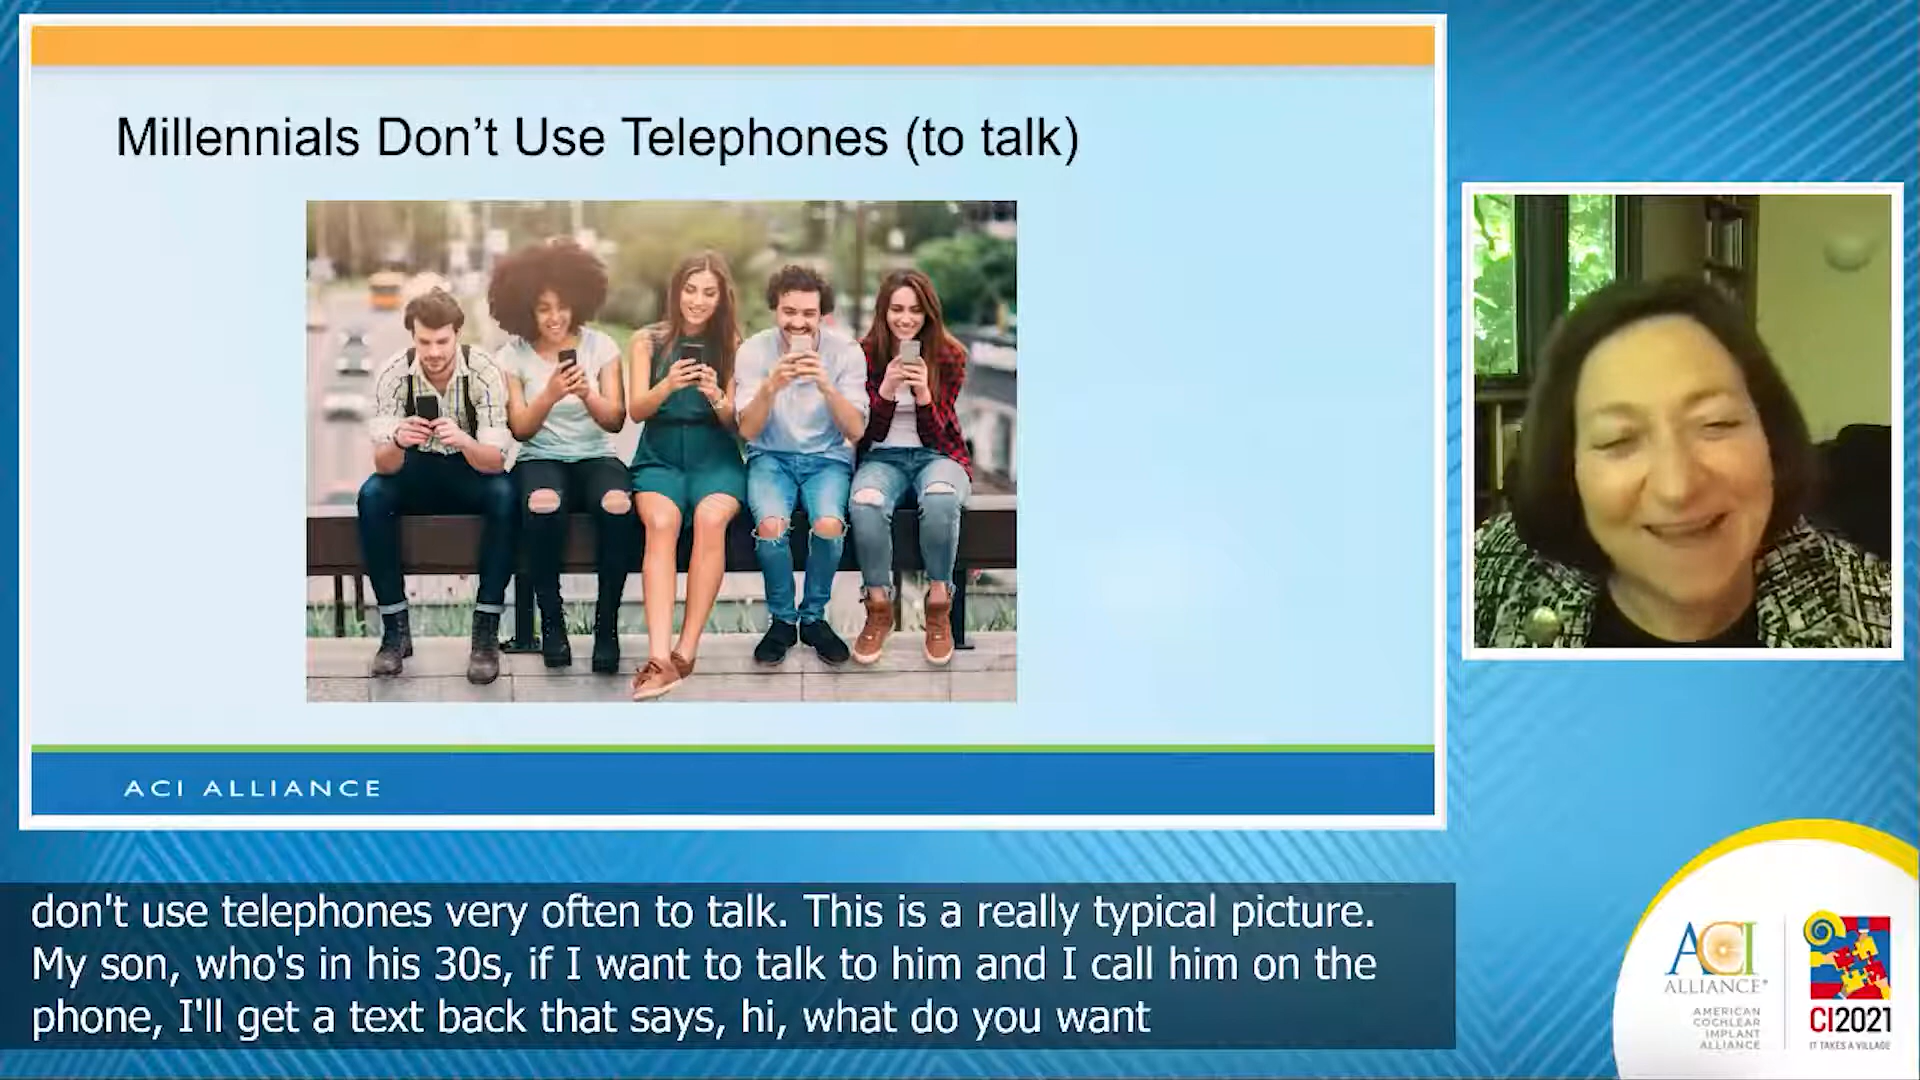 Millennials Don't Use Telephones (to talk)
ACI ALLIANCE
don't use telephones very often to talk. This is a really typical picture.
My son, who's in his 30s, if I want to talk to him and I call him on the
phone, I'll get a text back that says, hi, what do you want
ACI
ALLIANCE®
AMERICAN
COCHLEAR
IMPLANT
ALLIANCE
CI2021
IT TAKES A VILLAGE